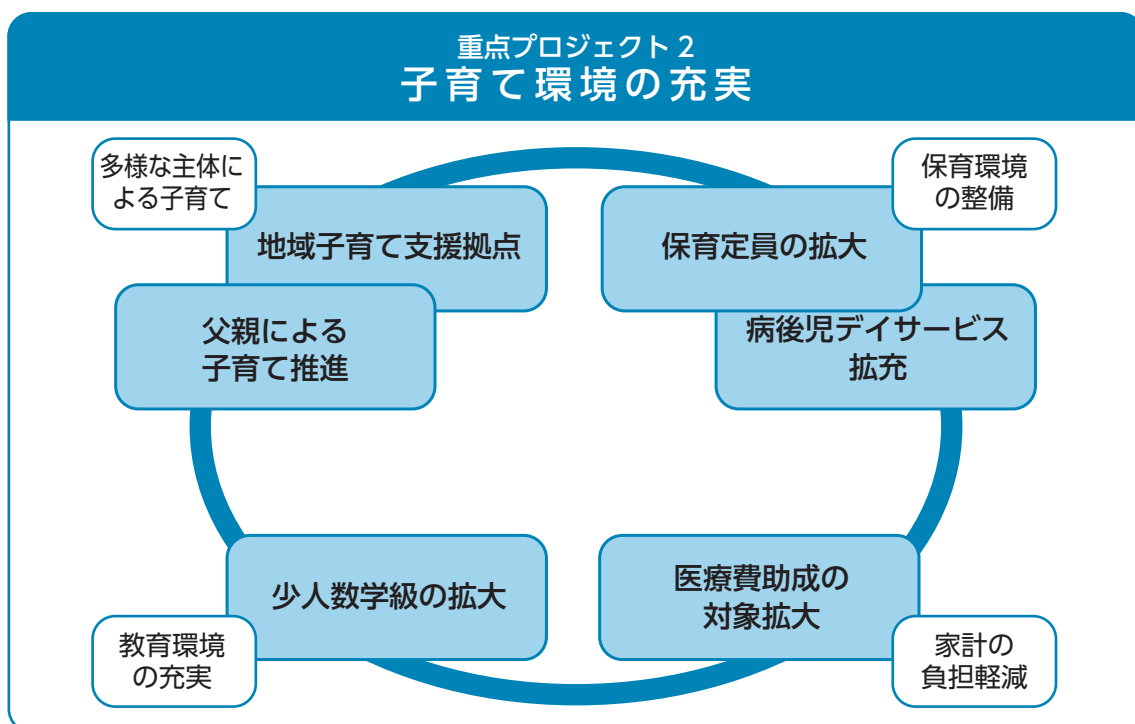 重点プロジェクト 2
子育て環境の充実
多様な主体に
よる子育て
地域子育て支援拠点
父親による
子育て推進
保育環境
の整備
保育定員の拡大
病後児デイサービス
拡充
少人数学級の拡大
教育環境
の充実
医療費助成の
対象拡大
家計の
負担軽減